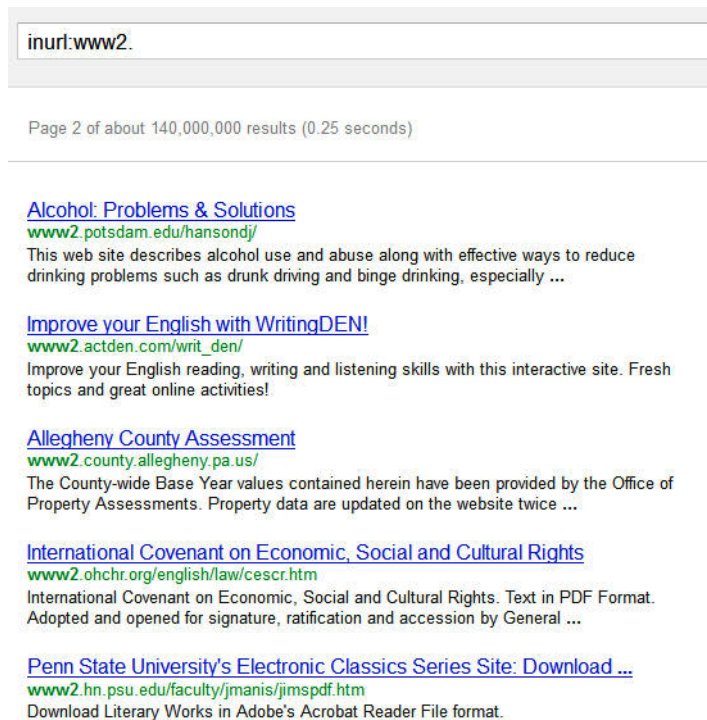 inurl:www2.
Page 2 of about 140,000,000 results (0.25 seconds)
Alcohol: Problems & Solutions
www2.potsdam.edu/hansondj/
This web site describes alcohol use and abuse along with effective ways to reduce
drinking problems such as drunk driving and binge drinking, especially ...
Improve your English with WritingDEN!
www2.actden.com/writ_den/
Improve your English reading, writing and listening skills with this interactive site. Fresh
topics and great online activities!
Allegheny County Assessment
www2.county.allegheny.pa.us/
The County-wide Base Year values contained herein have been provided by the Office of
Property Assessments. Property data are updated on the website twice ...
International Covenant on Economic, Social and Cultural Rights
www2.ohchr.org/english/law/cescr.htm
International Covenant on Economic, Social and Cultural Rights. Text in PDF Format.
Adopted and opened for signature, ratification and accession by General ...
Penn State University's Electronic Classics Series Site: Download ...
www2.hn.psu.edu/faculty/jmanis/jimspdf.htm
Download Literary Works in Adobe's Acrobat Reader File format.